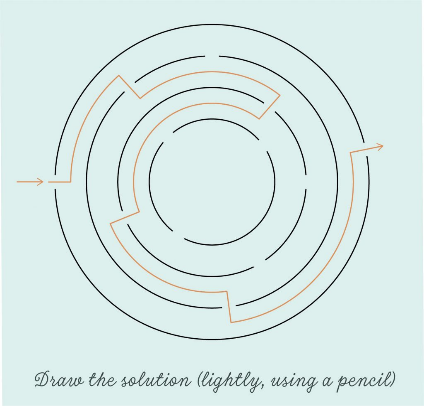 Draw the solution (lightly, using a pencil)